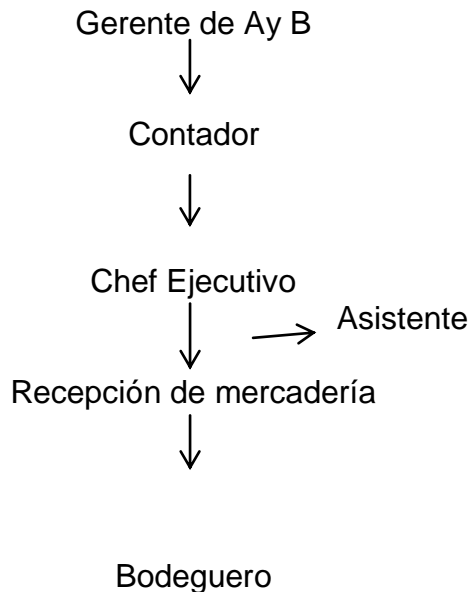 Gerente de Ay B
Contador
Chef Ejecutivo
Asistente
Recepción de mercadería
Bodeguero